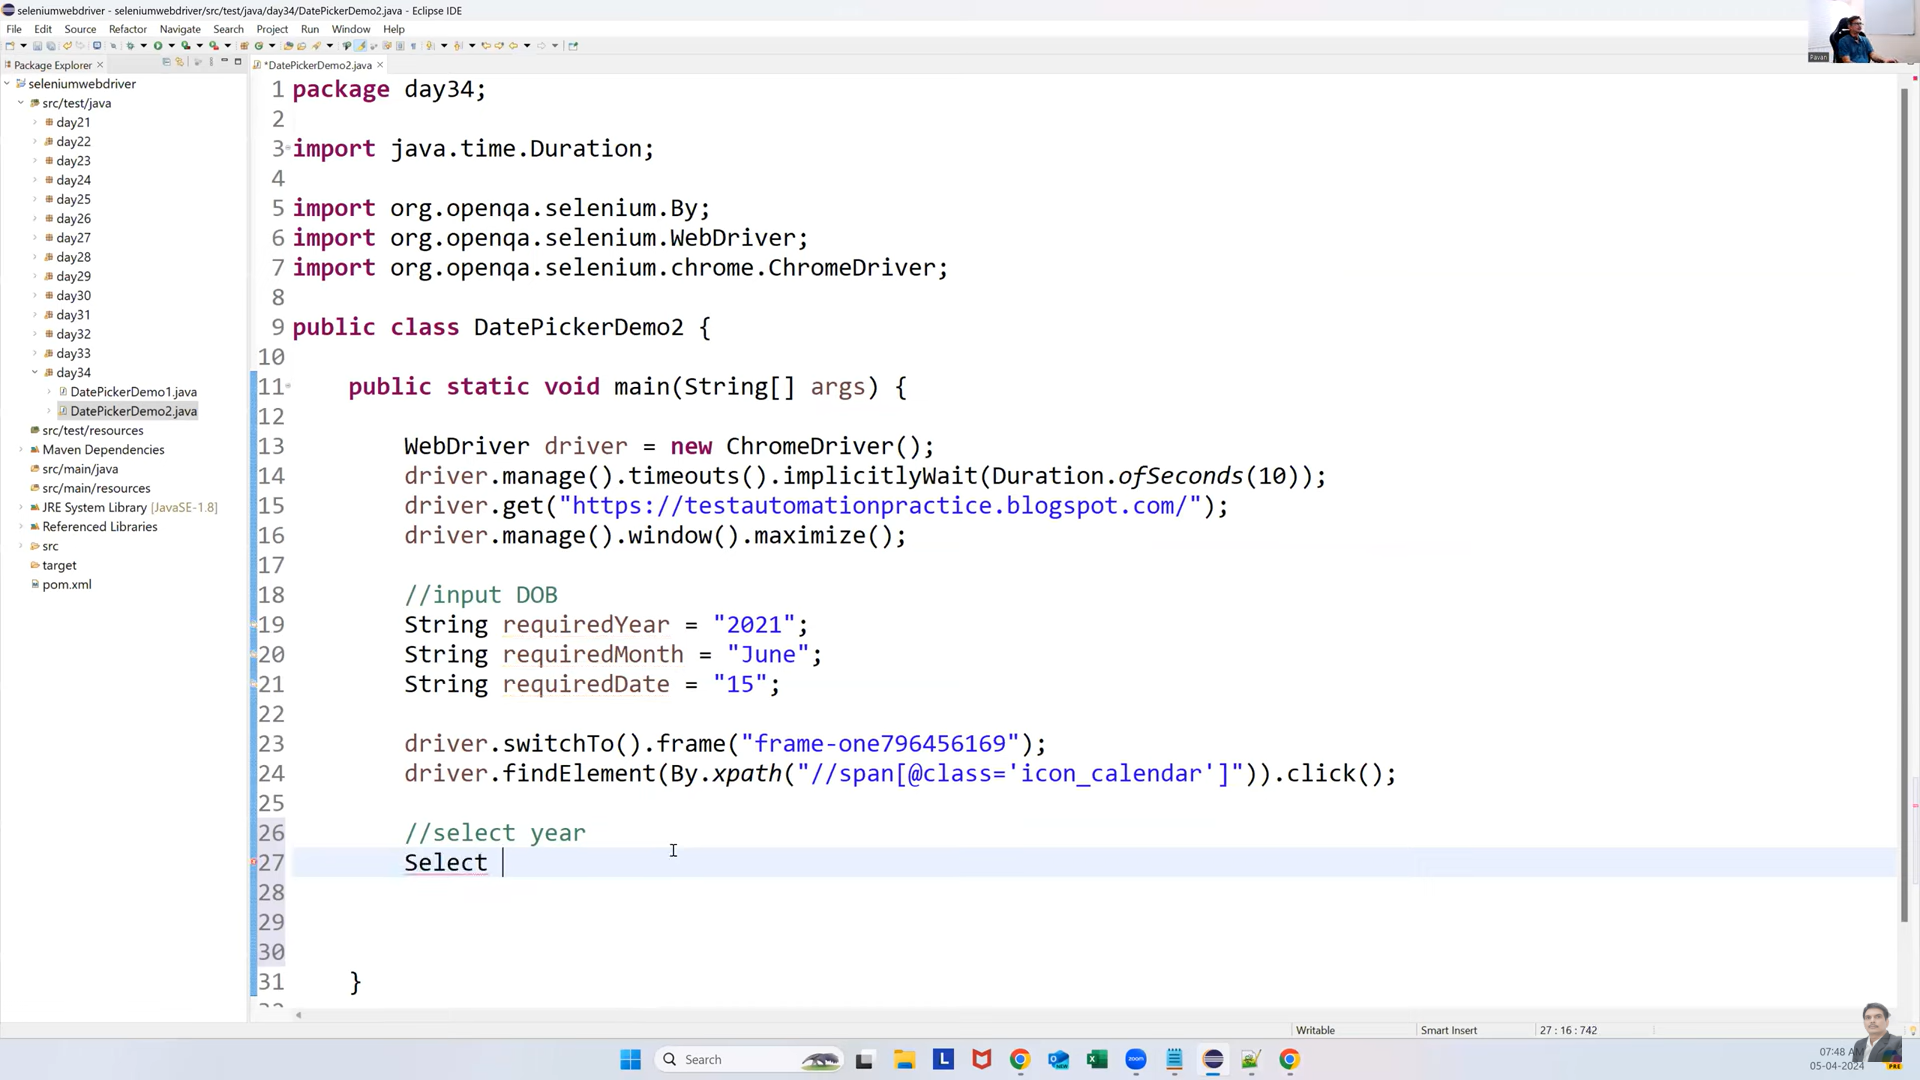 seleniumwebdriver - seleniumwebdriver/src/test/java/day34/DatePickerDemo2.java - Eclipse IDE
File Edit Source Refactor Navigate Search Project Run Window Help
Package Explorer
*DatePickerDemo2.java
Pavan
seleniumwebdriver
src/test/java
day21
day22
day23
day24
day25
day26
day27
day28
day29
day30
day31
day32
day33
day34
DatePickerDemo1.java
DatePickerDemo2.java
src/test/resources
Maven Dependencies
src/main/java
src/main/resources
JRE System Library [JavaSE-1.8]
Referenced Libraries
src
target
pom.xml
1 package day34;
2
3 import java.time.Duration;
4
5 import org.openqa.selenium.By;
6 import org.openqa.selenium.WebDriver;
7 import org.openqa.selenium.chrome.ChromeDriver;
8
9 public class DatePickerDemo2 {
10
11 public static void main(String[] args) {
12
13 WebDriver driver = new ChromeDriver();
14 driver.manage().timeouts().implicitlyWait(Duration.ofSeconds(10));
15 driver.get("https://testautomationpractice.blogspot.com/");
16 driver.manage().window().maximize();
17
18 //input DOB
19 String requiredYear = "2021";
20 String requiredMonth = "June";
21 String requiredDate = "15";
22
23 driver.switchTo().frame("frame-one796456169");
24 driver.findElement(By.xpath("//span[@class='icon_calendar']")).click();
25
26 //select year
27 Select
28
29
30
31 }
Writable Smart Insert 27 : 16 : 742
Search
07:48 AM
05-04-2024
PRE